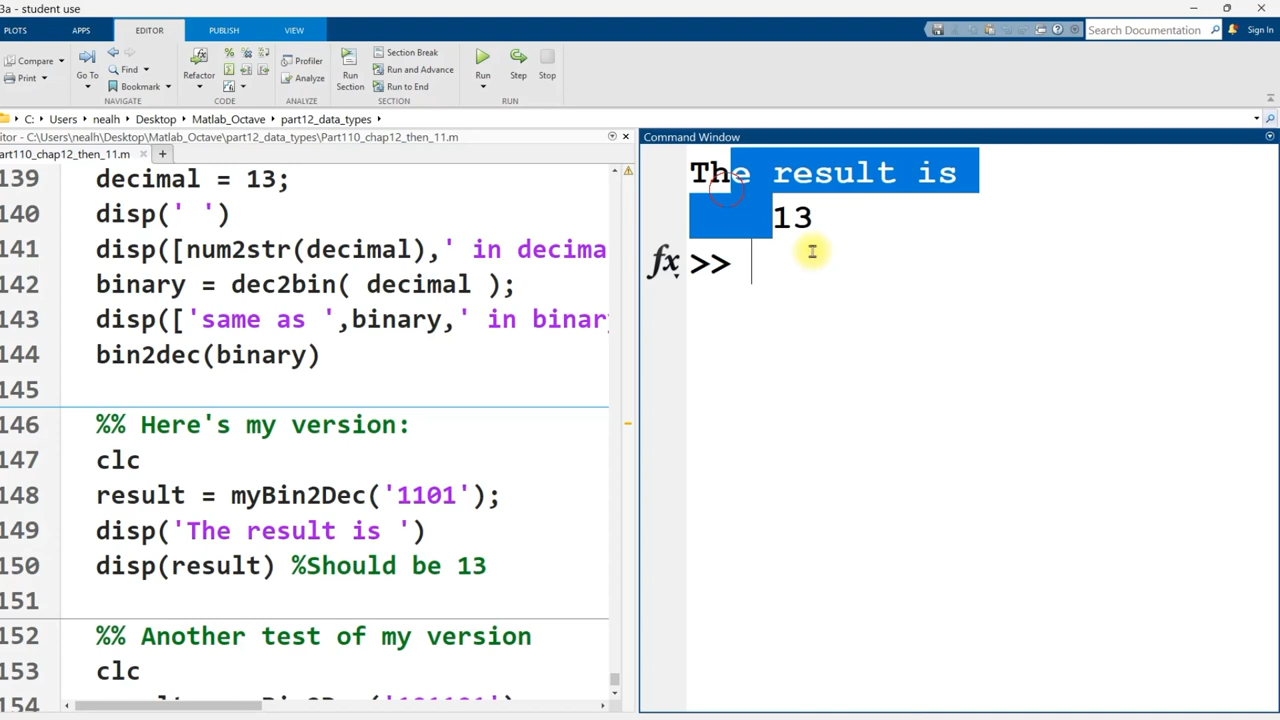 3a - student use
PLOTS APPS EDITOR PUBLISH VIEW
Search Documentation
Sign In
Compare
Print
Go To
Find
Bookmark
NAVIGATE
Refactor
CODE
Profiler
Analyze
ANALYZE
Run Section
Section Break
Run and Advance
Run to End
SECTION
Run
Step
Stop
RUN
C: Users nealh Desktop Matlab_Octave part12_data_types
itor - C:\Users\nealh\Desktop\Matlab_Octave\part12_data_types\Part110_chap12_then_11.m
art110_chap12_then_11.m
139 decimal = 13;
140 disp(' ')
141 disp([num2str(decimal),' in decima
142 binary = dec2bin( decimal );
143 disp(['same as ',binary,' in binary
144 bin2dec(binary)
145
146 %% Here's my version:
147 clc
148 result = myBin2Dec('1101');
149 disp('The result is ')
150 disp(result) %Should be 13
151
152 %% Another test of my version
153 clc
154
Command Window
The result is
13
fx >>